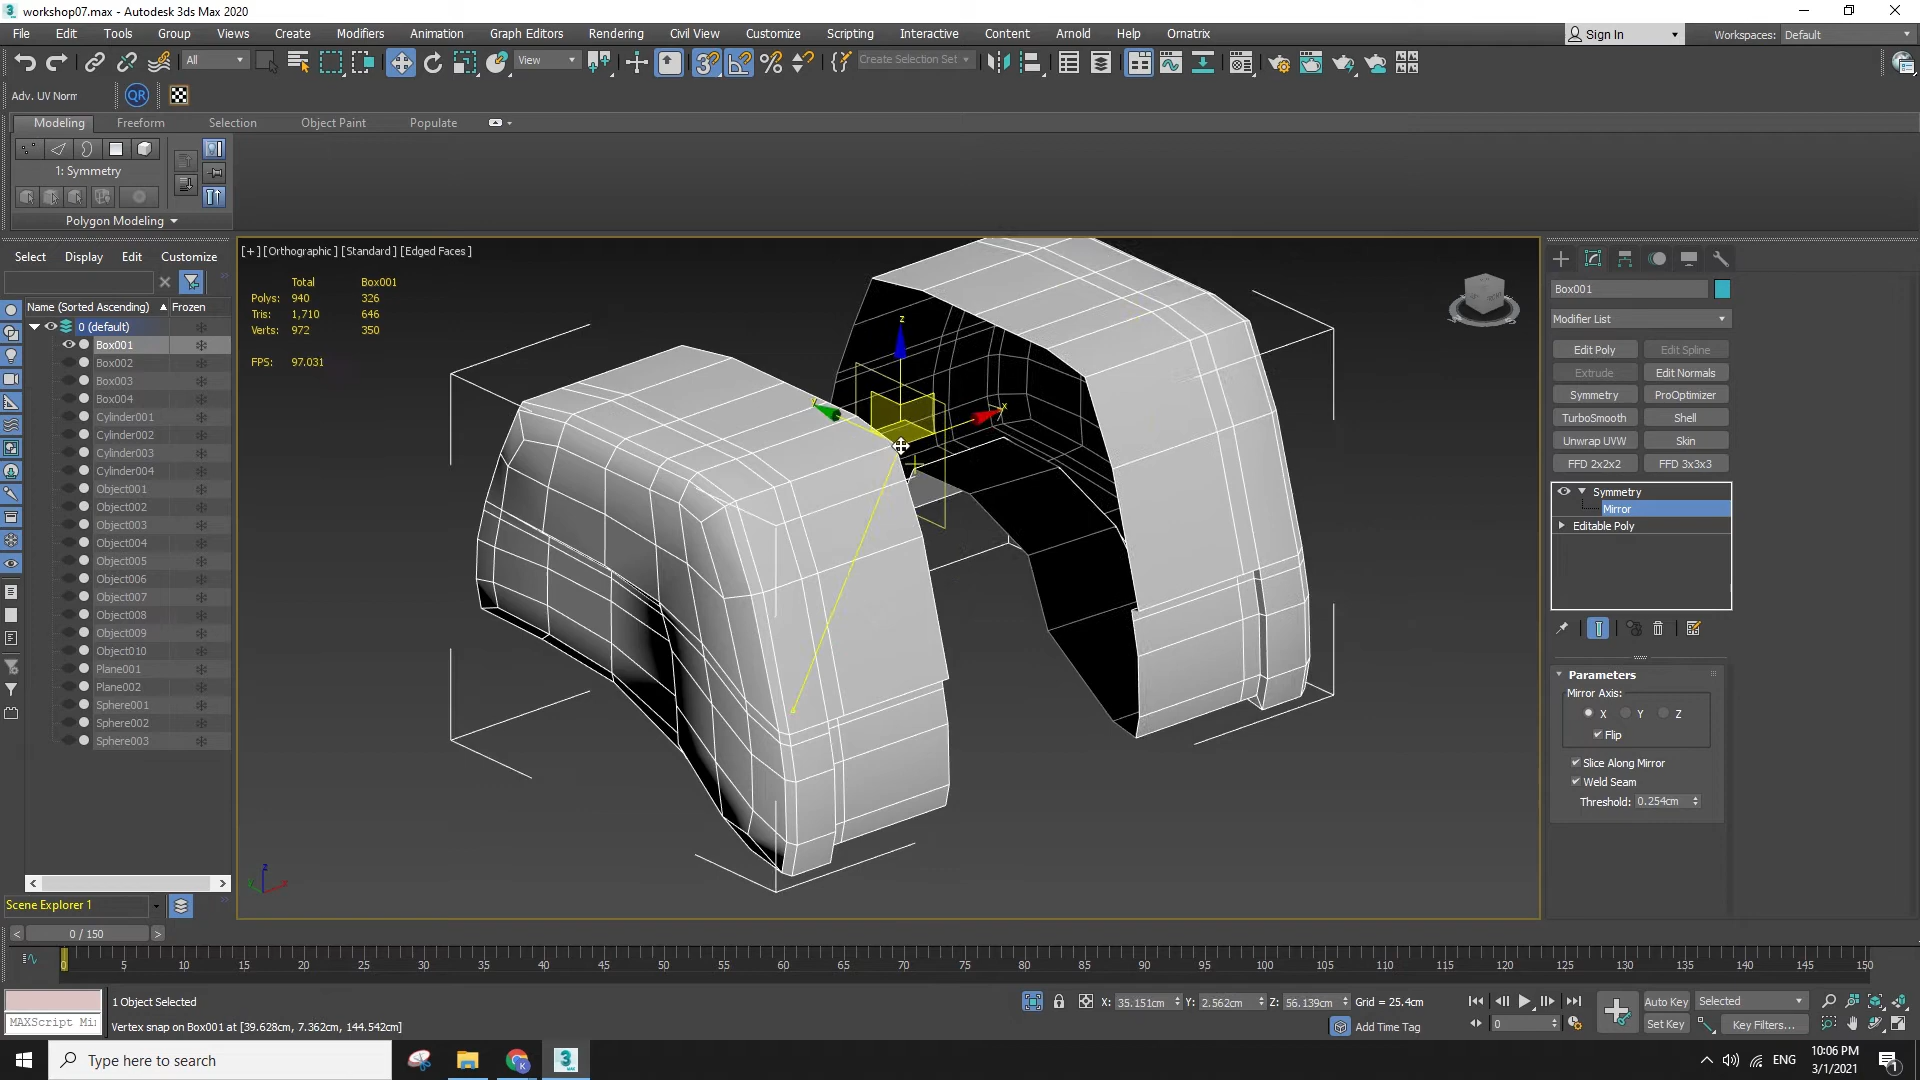 workshop07.max - Autodesk 3ds Max 2020
File Edit Tools Group Views Create Modifiers Animation Graph Editors Rendering Civil View Customize Scripting Interactive Content Arnold Help Ornatrix
Sign In
Workspaces: Default
All
View
Create Selection Set
Adv. UV Norm
QR
Modeling Freeform Selection Object Paint Populate
1: Symmetry
Polygon Modeling
Select Display Edit Customize
Name (Sorted Ascending) Frozen
0 (default)
Box001
Box002
Box003
Box004
Cylinder001
Cylinder002
Cylinder003
Cylinder004
Object001
Object002
Object003
Object004
Object005
Object006
Object007
Object008
Object009
Object010
Plane001
Plane002
Sphere001
Sphere002
Sphere003
Scene Explorer 1
[+] [Orthographic] [Standard] [Edged Faces]
Total Box001
Polys: 940 326
Tris: 1,710 646
Verts: 972 350
FPS: 97.031
z
y
x
z
Box001
Modifier List
Edit Poly Edit Spline
Extrude Edit Normals
Symmetry ProOptimizer
TurboSmooth Shell
Unwrap UVW Skin
FFD 2x2x2 FFD 3x3x3
Symmetry
Mirror
Editable Poly
Parameters
Mirror Axis:
X Y Z
Flip
Slice Along Mirror
Weld Seam
Threshold: 0.254cm
< 0 / 150 >
0 5 10 15 20 25 30 35 40 45 50 55 60 65 70 75 80 85 90 95 100 105 110 115 120 125 130 135 140 145 150
MAXScript Mi
1 Object Selected
Vertex snap on Box001 at [39.628cm, 7.362cm, 144.542cm]
X: 35.151cm Y: 2.562cm Z: 56.139cm Grid = 25.4cm
Add Time Tag
0
Auto Key Selected
Set Key Key Filters...
Type here to search
ENG
10:06 PM
3/1/2021
1